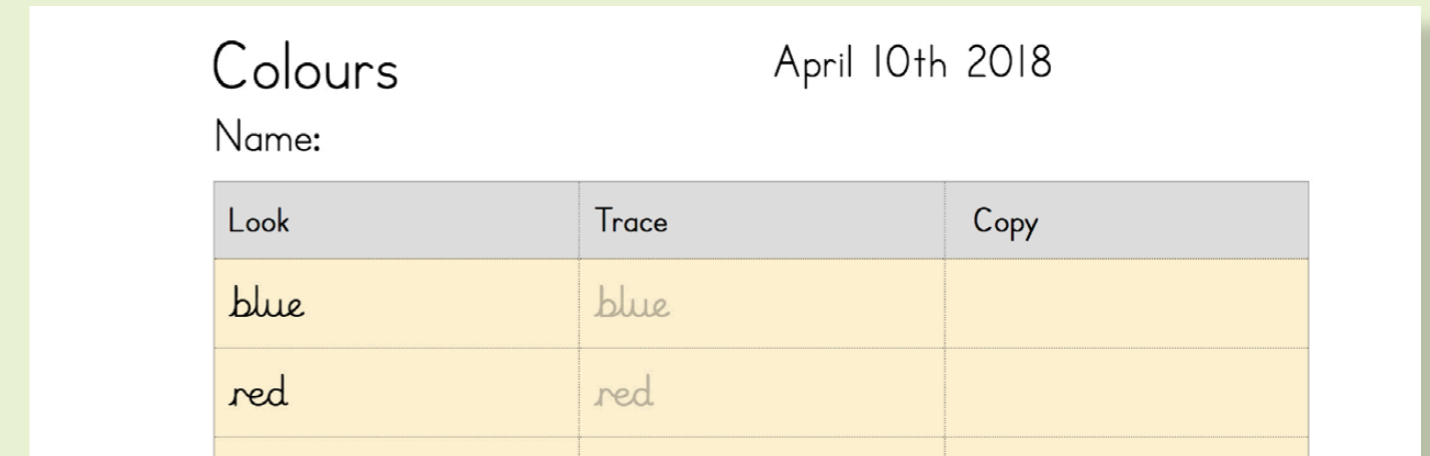 Colours April 10th 2018
Name:
Look Trace Copy
blue blue
red red